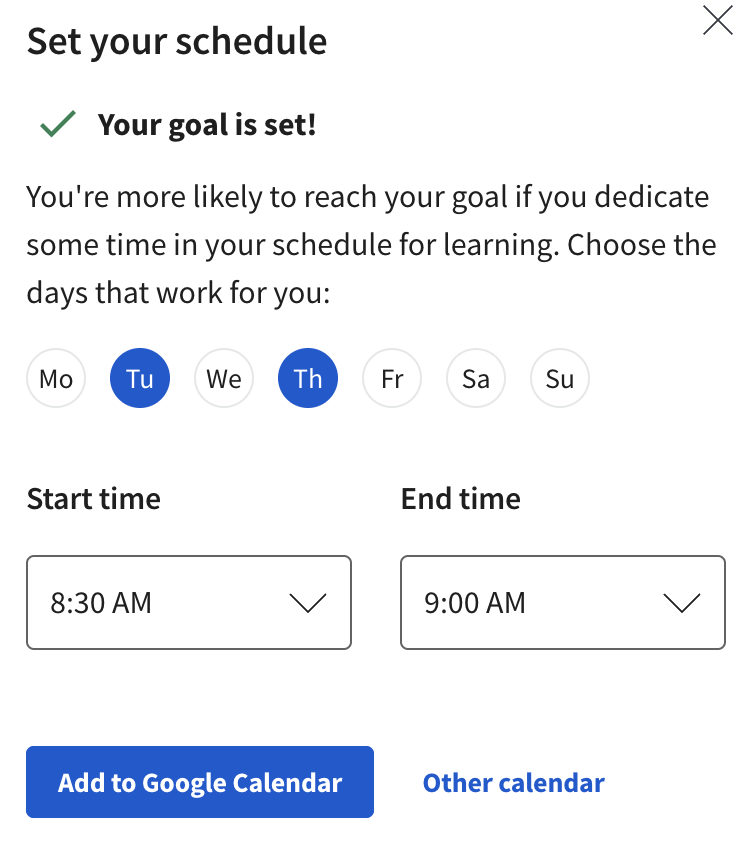 Set your schedule
Your goal is set!
You're more likely to reach your goal if you dedicate
some time in your schedule for learning. Choose the
days that work for you:
Mo Tu We Th Fr Sa Su
Start time End time
8:30 AM 9:00 AM
Add to Google Calendar Other calendar